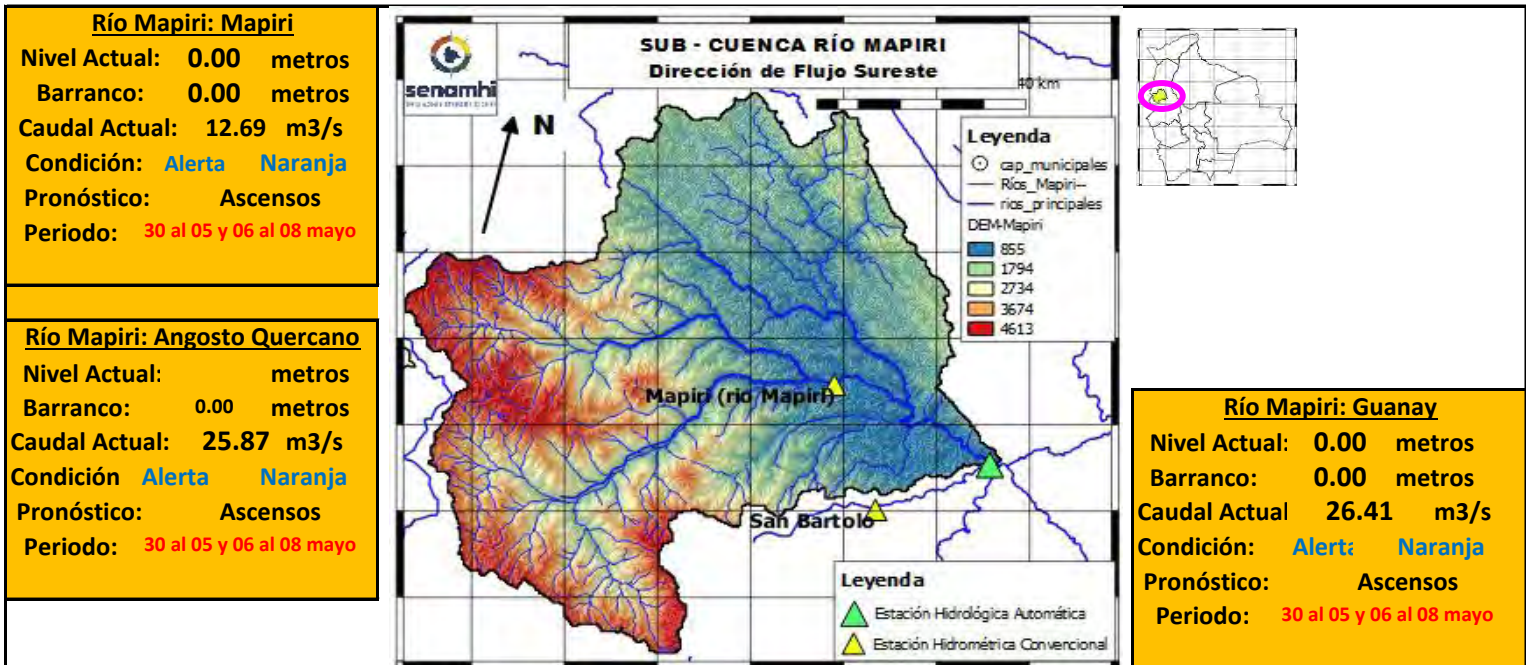 Río Mapiri: Mapiri
Nivel Actual: 0.00 metros
Barranco: 0.00 metros
Caudal Actual: 12.69 m3/s
Condición: Alerta Naranja
Pronóstico: Ascensos
Periodo: 30 al 05 y 06 al 08 mayo
Río Mapiri: Angosto Quercano
Nivel Actual: metros
Barranco: 0.00 metros
Caudal Actual: 25.87 m3/s
Condición Alerta Naranja
Pronóstico: Ascensos
Periodo: 30 al 05 y 06 al 08 mayo
senamhi
SUB - CUENCA RÍO MAPIRI
Dirección de Flujo Sureste
40 km
N
Leyenda
cap_municipales
Ríos_Mapiri--
rios_principales
DEM-Mapiri
855
1794
2734
3674
4613
Mapiri (rio Mapiri)
San Bartolo
Leyenda
Estación Hidrológica Automática
Estación Hidrométrica Convencional
Río Mapiri: Guanay
Nivel Actual: 0.00 metros
Barranco: 0.00 metros
Caudal Actual 26.41 m3/s
Condición: Alerta Naranja
Pronóstico: Ascensos
Periodo: 30 al 05 y 06 al 08 mayo